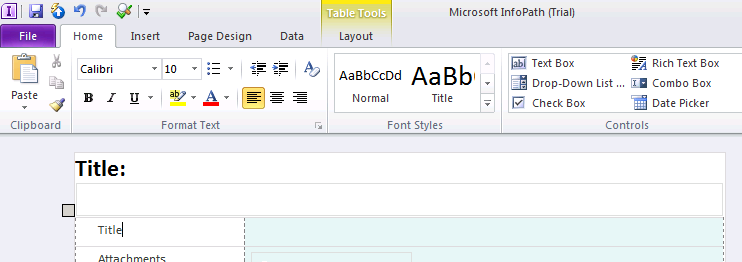 Table Tools Microsoft InfoPath (Trial)
File Home Insert Page Design Data Layout
Paste
Clipboard
Calibri 10
B I U ab A
Format Text
AaBbCcDd AaBb
Normal Title
Font Styles
Text Box Rich Text Box
Drop-Down List ... Combo Box
Check Box Date Picker
Controls
Title:
Title
Attachments